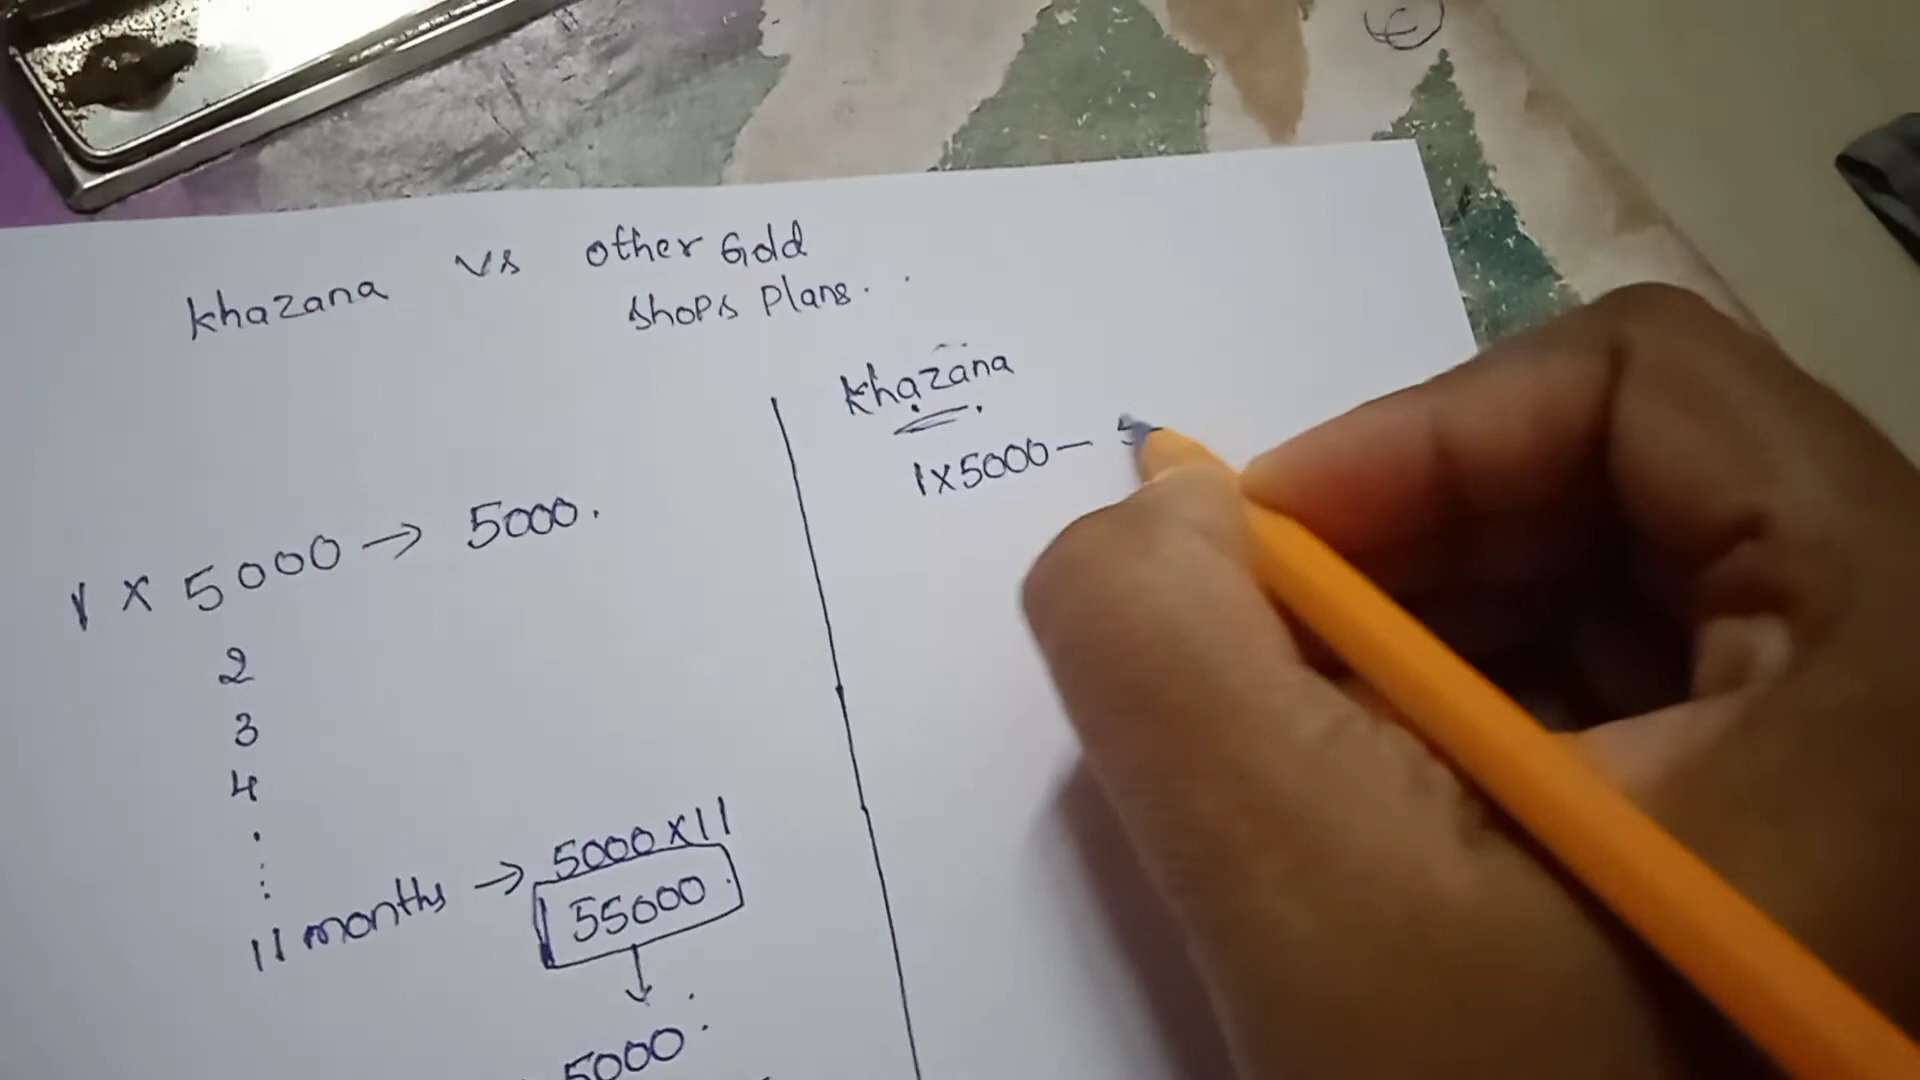 Khazana vs other Gold
shops Plans.
1 x 5000 → 5000.
2
3
4
11 months → 5000x11
55000
5000
Khazana
1x5000 – 5